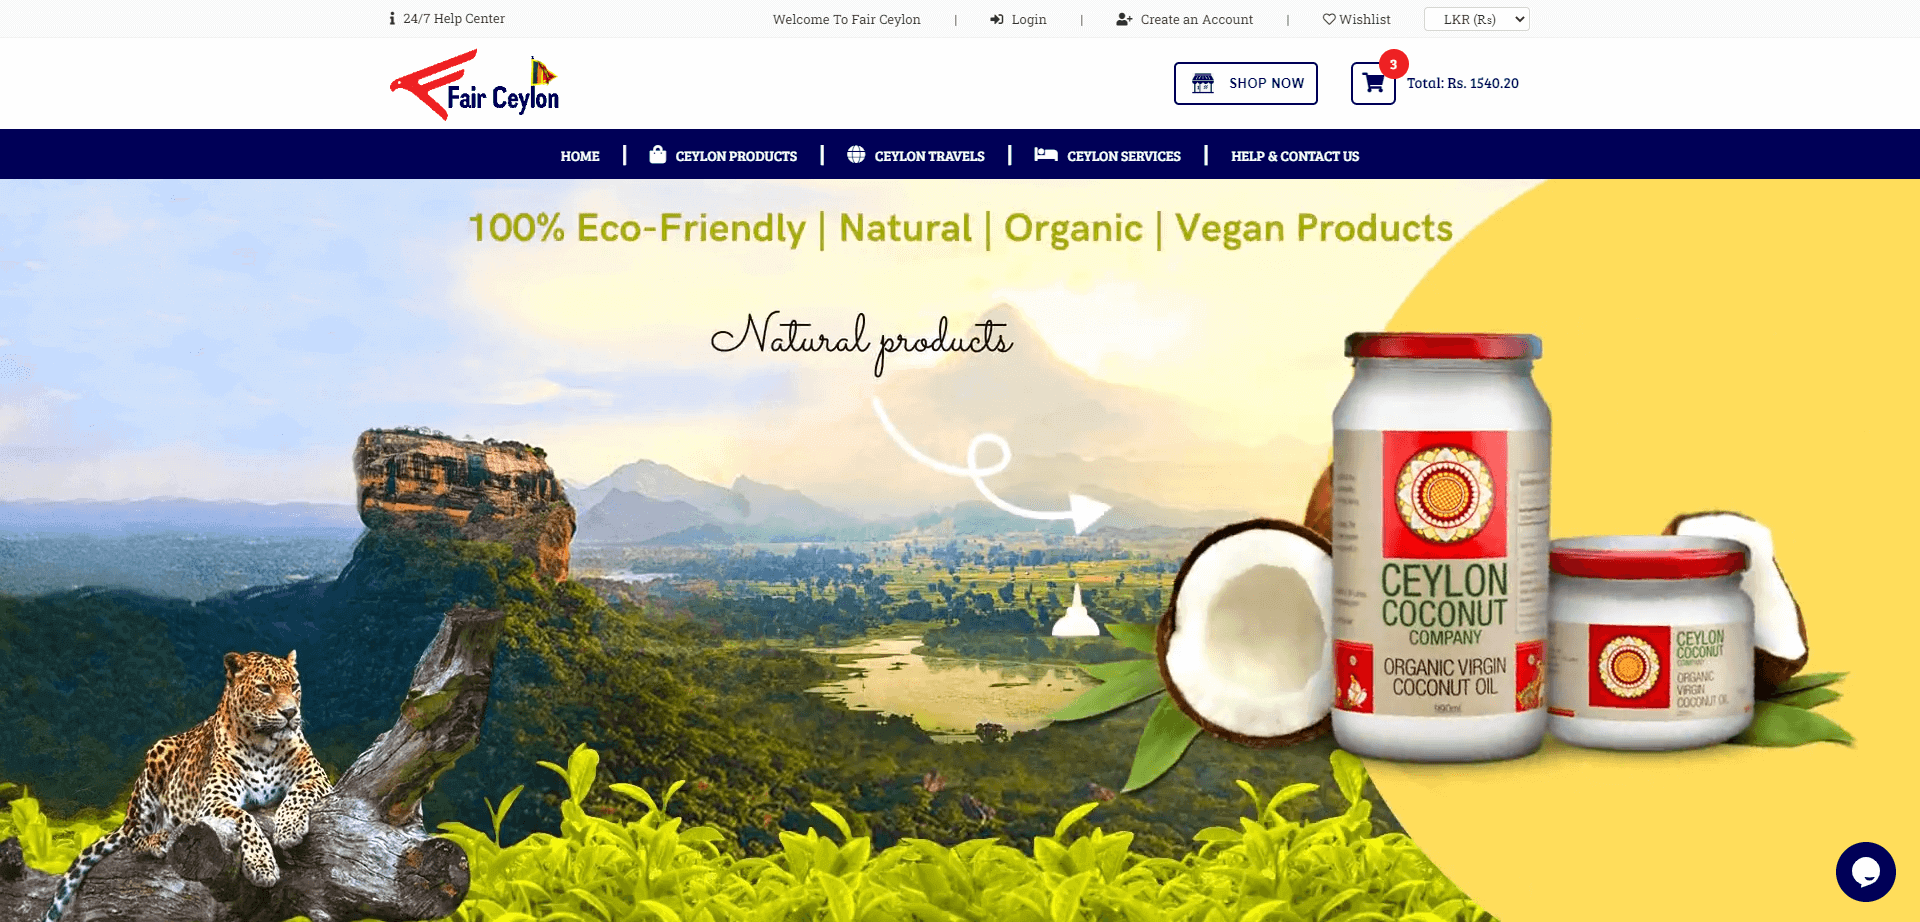 24/7 Help Center
Welcome To Fair Ceylon | Login | Create an Account | Wishlist LKR (Rs)
Fair Ceylon
SHOP NOW
3
Total: Rs. 1540.20
HOME | CEYLON PRODUCTS | CEYLON TRAVELS | CEYLON SERVICES | HELP & CONTACT US
100% Eco-Friendly | Natural | Organic | Vegan Products
Natural products
CEYLON
COCONUT
COMPANY
ORGANIC VIRGIN
COCONUT OIL
CEYLON
COCONUT
COMPANY
ORGANIC
VIRGIN
COCONUT OIL